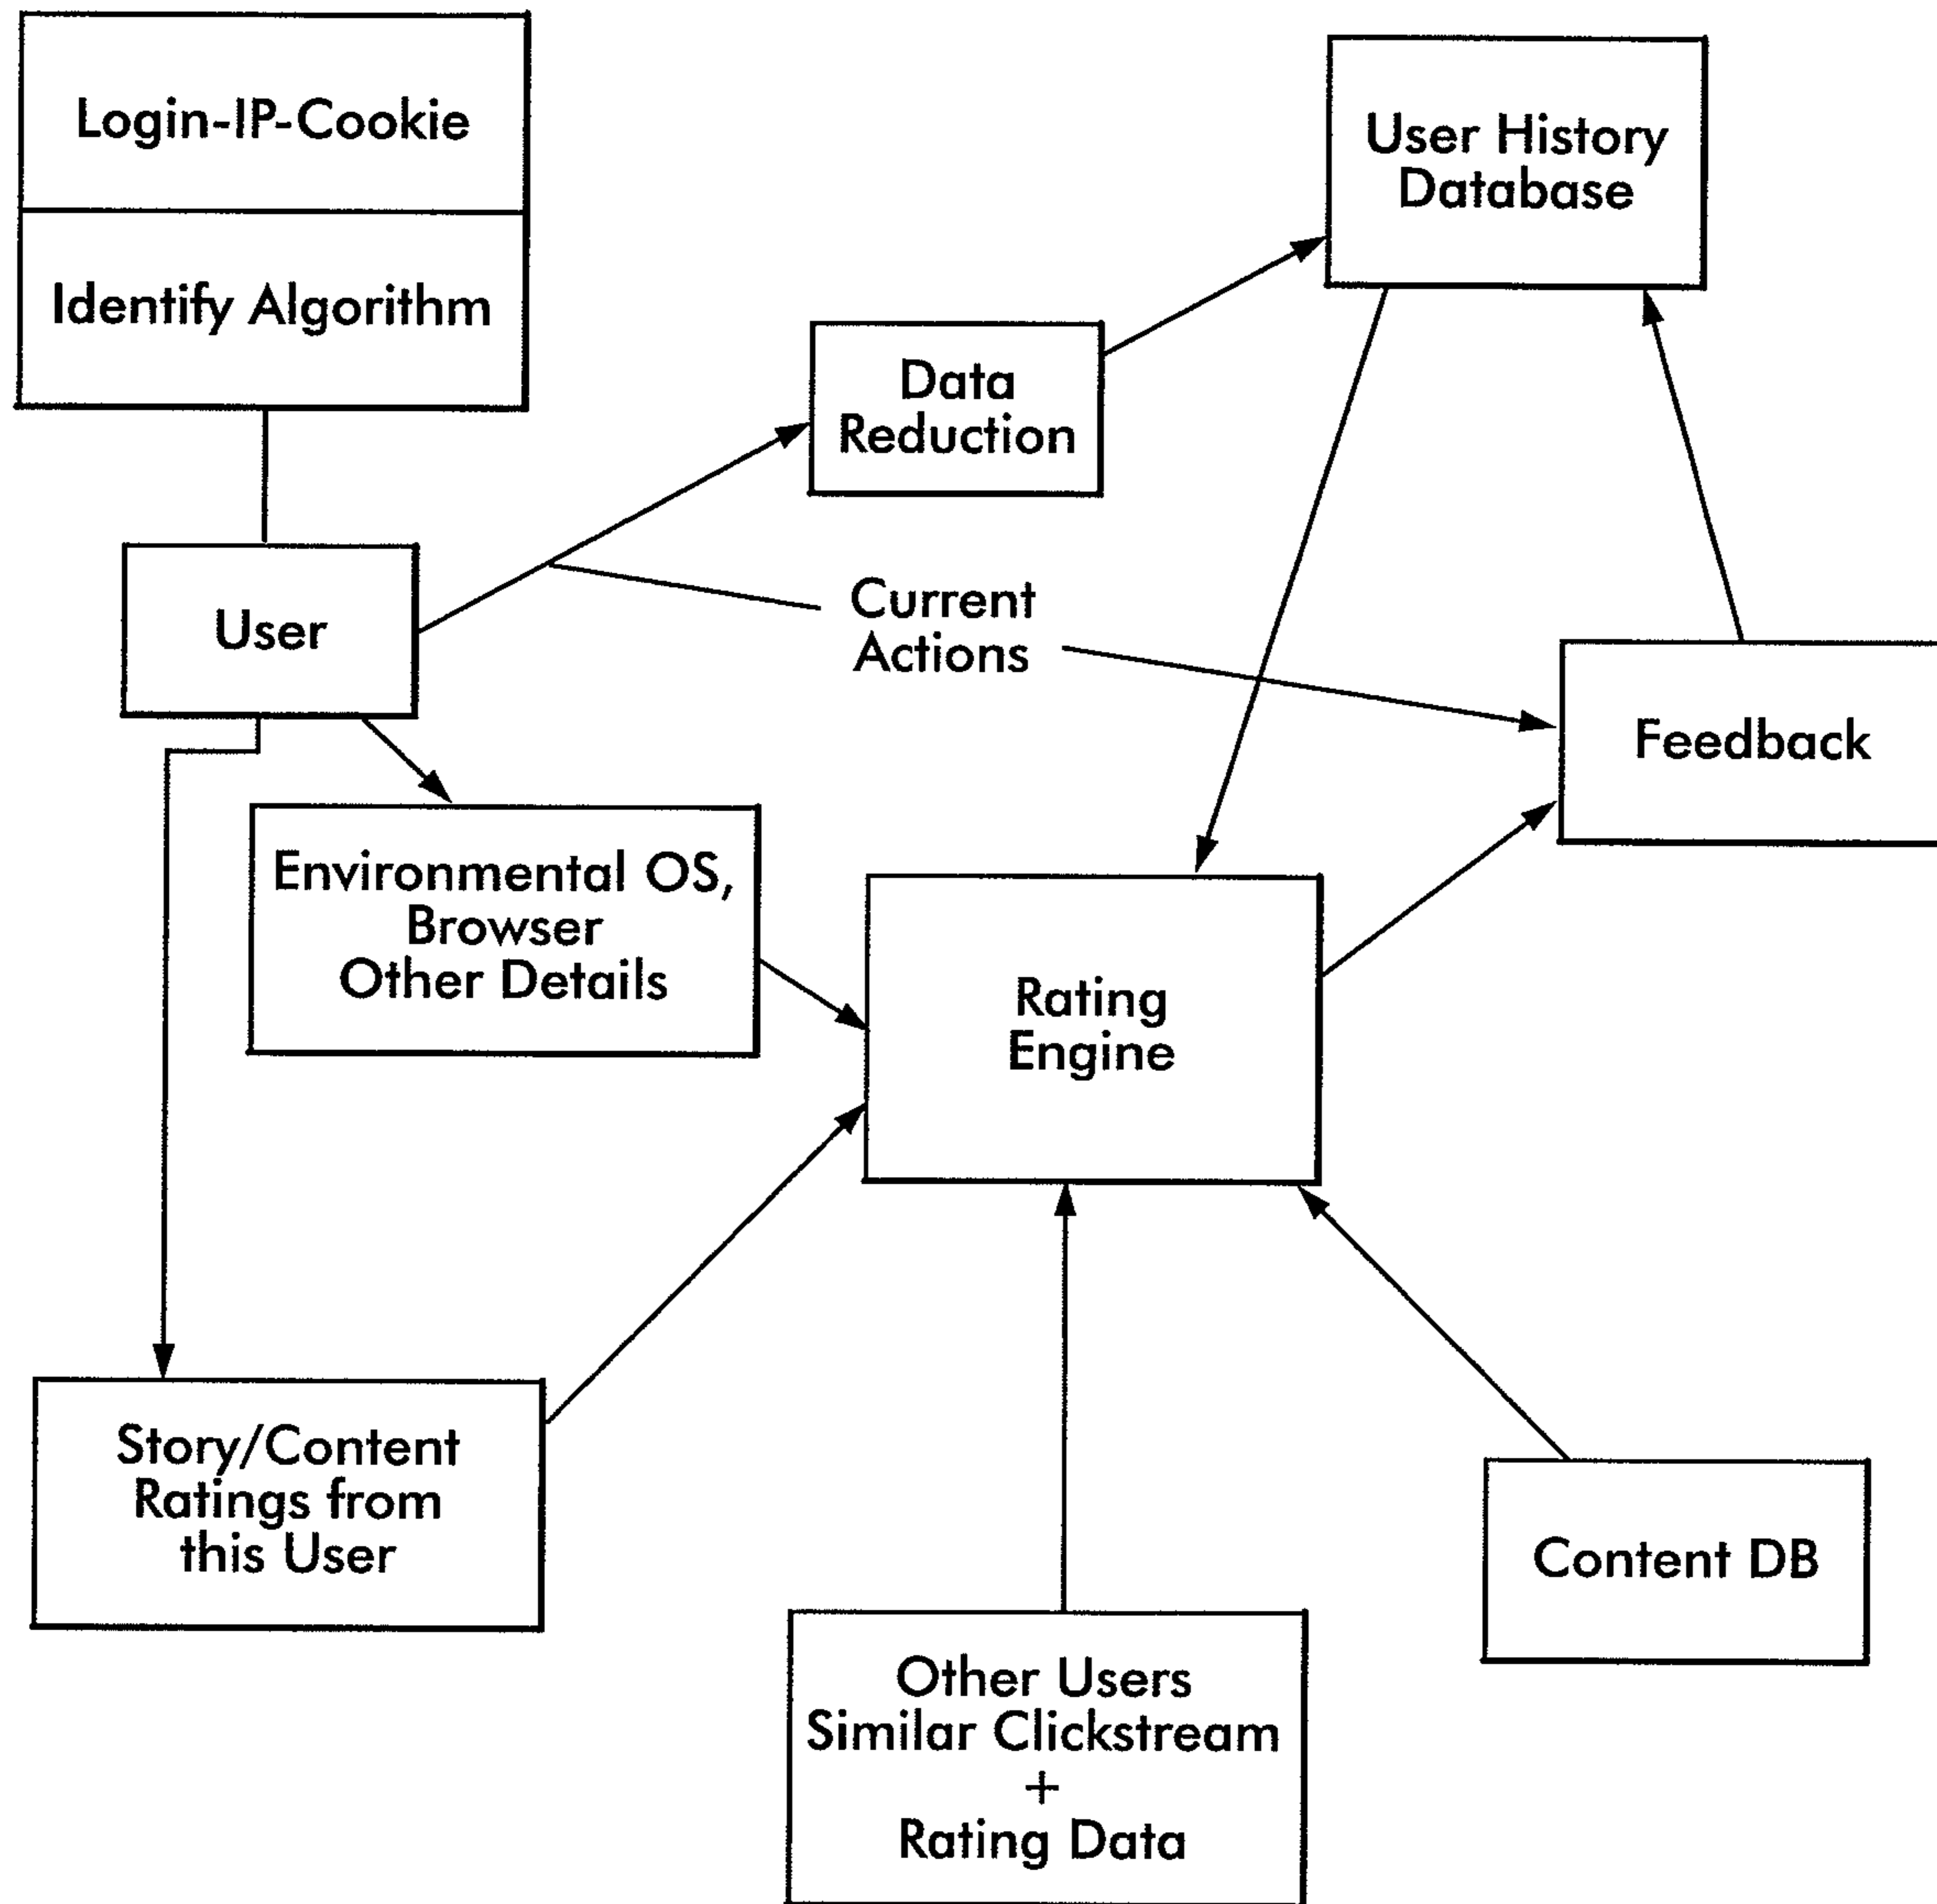 Login-IP-Cookie
Identify Algorithm
User History
Database
Data
Reduction
User
Current
Actions
Feedback
Environmental OS,
Browser
Other Details
Rating
Engine
Story/Content
Ratings from
this User
Content DB
Other Users
Similar Clickstream
+
Rating Data